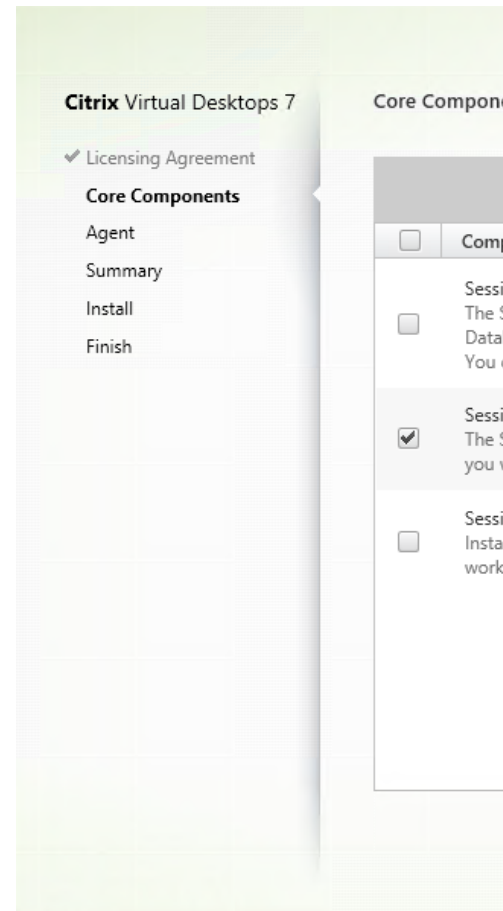 Citrix Virtual Desktops 7
Licensing Agreement
Core Components
Agent
Summary
Install
Finish
Core Compon
Comp
Sessi
The S
Data
You
Sessi
The S
you
Sessi
Insta
work